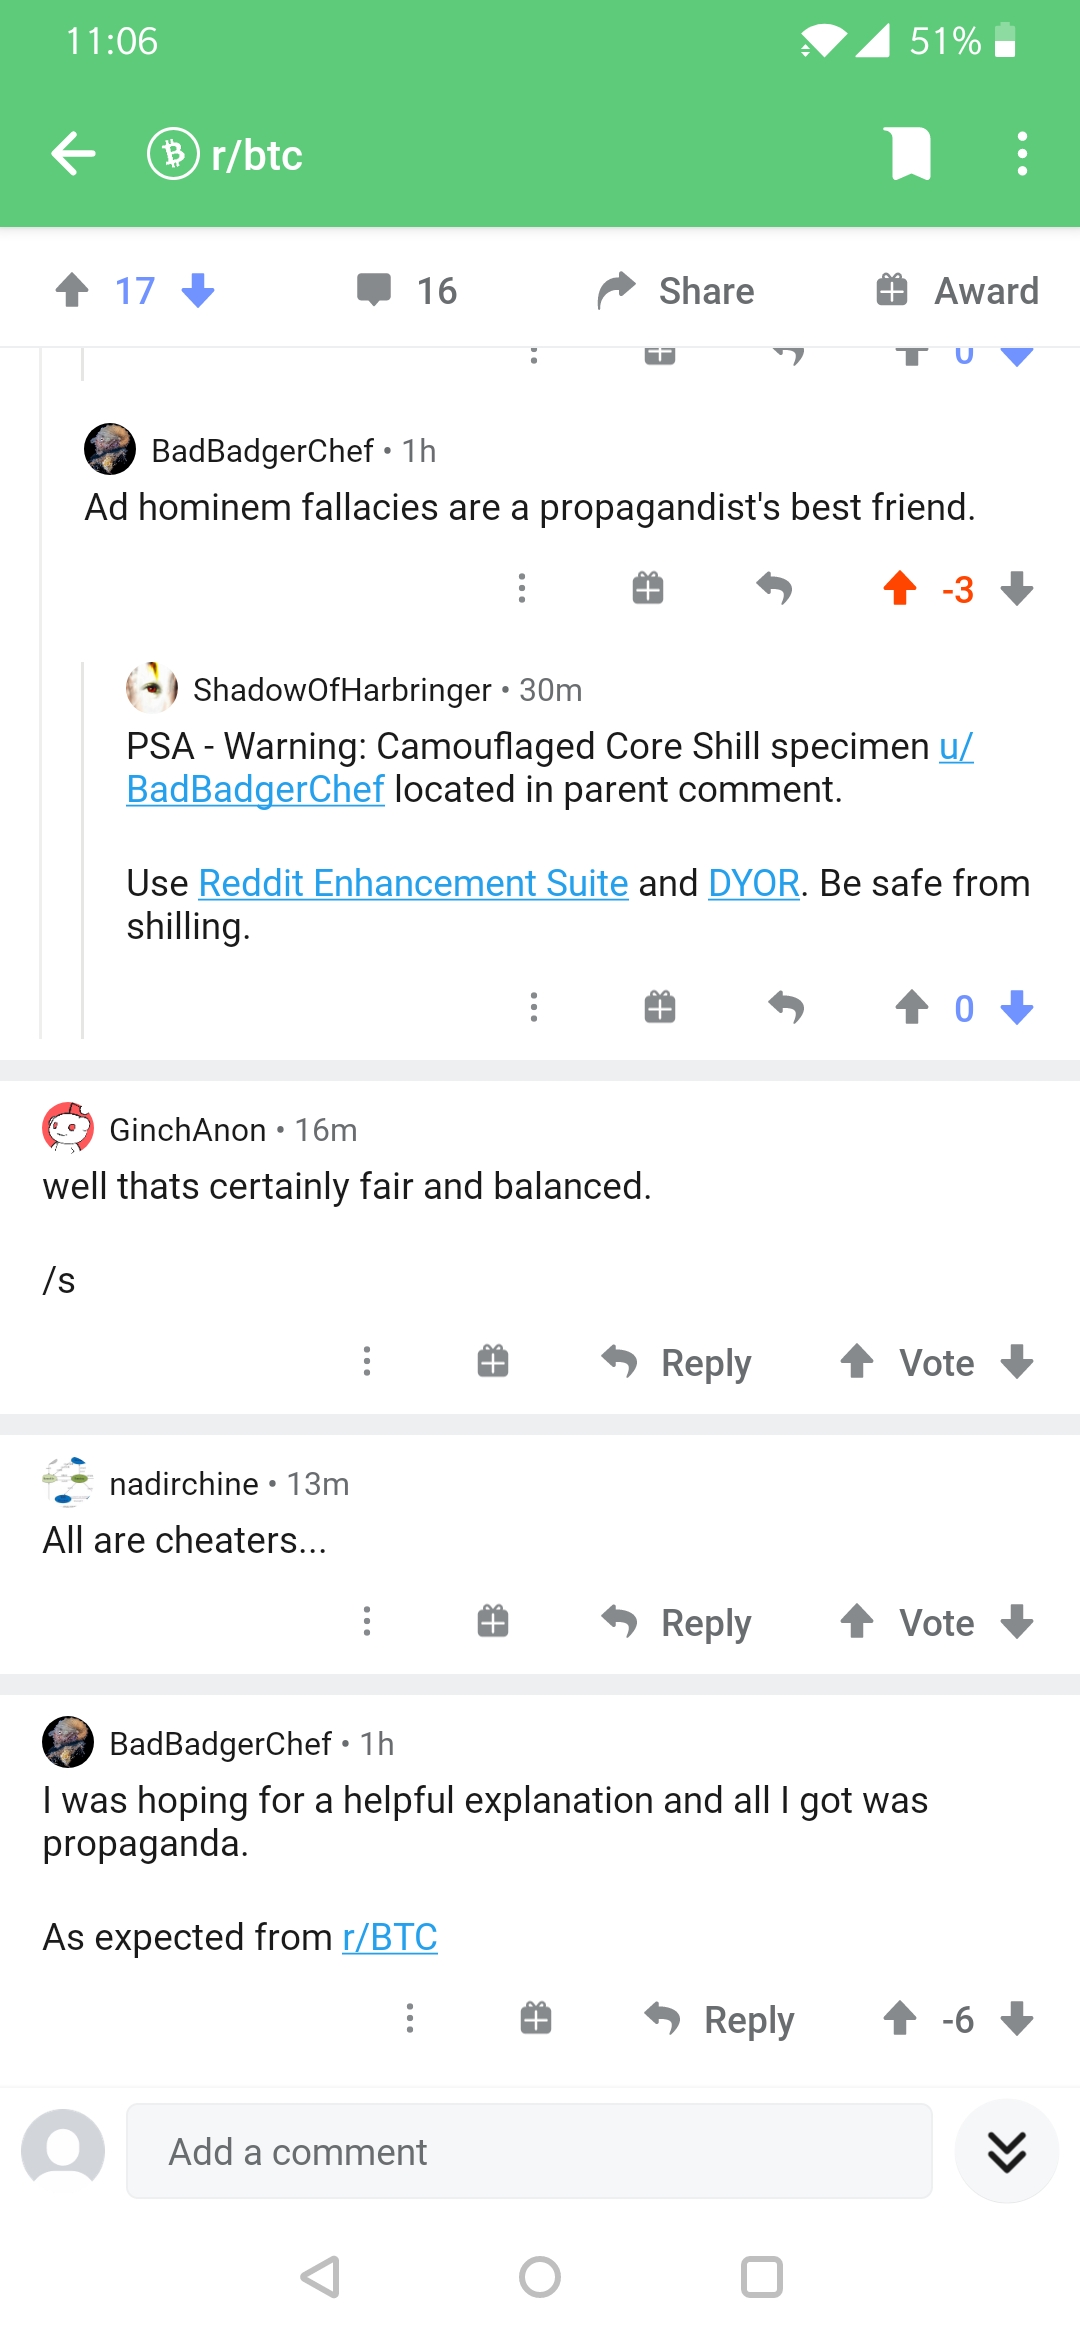 11:06
51%
r/btc
17
16
Share
Award
0
BadBadgerChef • 1h
Ad hominem fallacies are a propagandist's best friend.
-3
ShadowOfHarbringer • 30m
PSA - Warning: Camouflaged Core Shill specimen u/
BadBadgerChef located in parent comment.
Use Reddit Enhancement Suite and DYOR. Be safe from
shilling.
0
GinchAnon • 16m
well thats certainly fair and balanced.
/s
Reply
Vote
nadirchine • 13m
All are cheaters...
Reply
Vote
BadBadgerChef • 1h
I was hoping for a helpful explanation and all I got was
propaganda.
As expected from r/BTC
Reply
-6
Add a comment